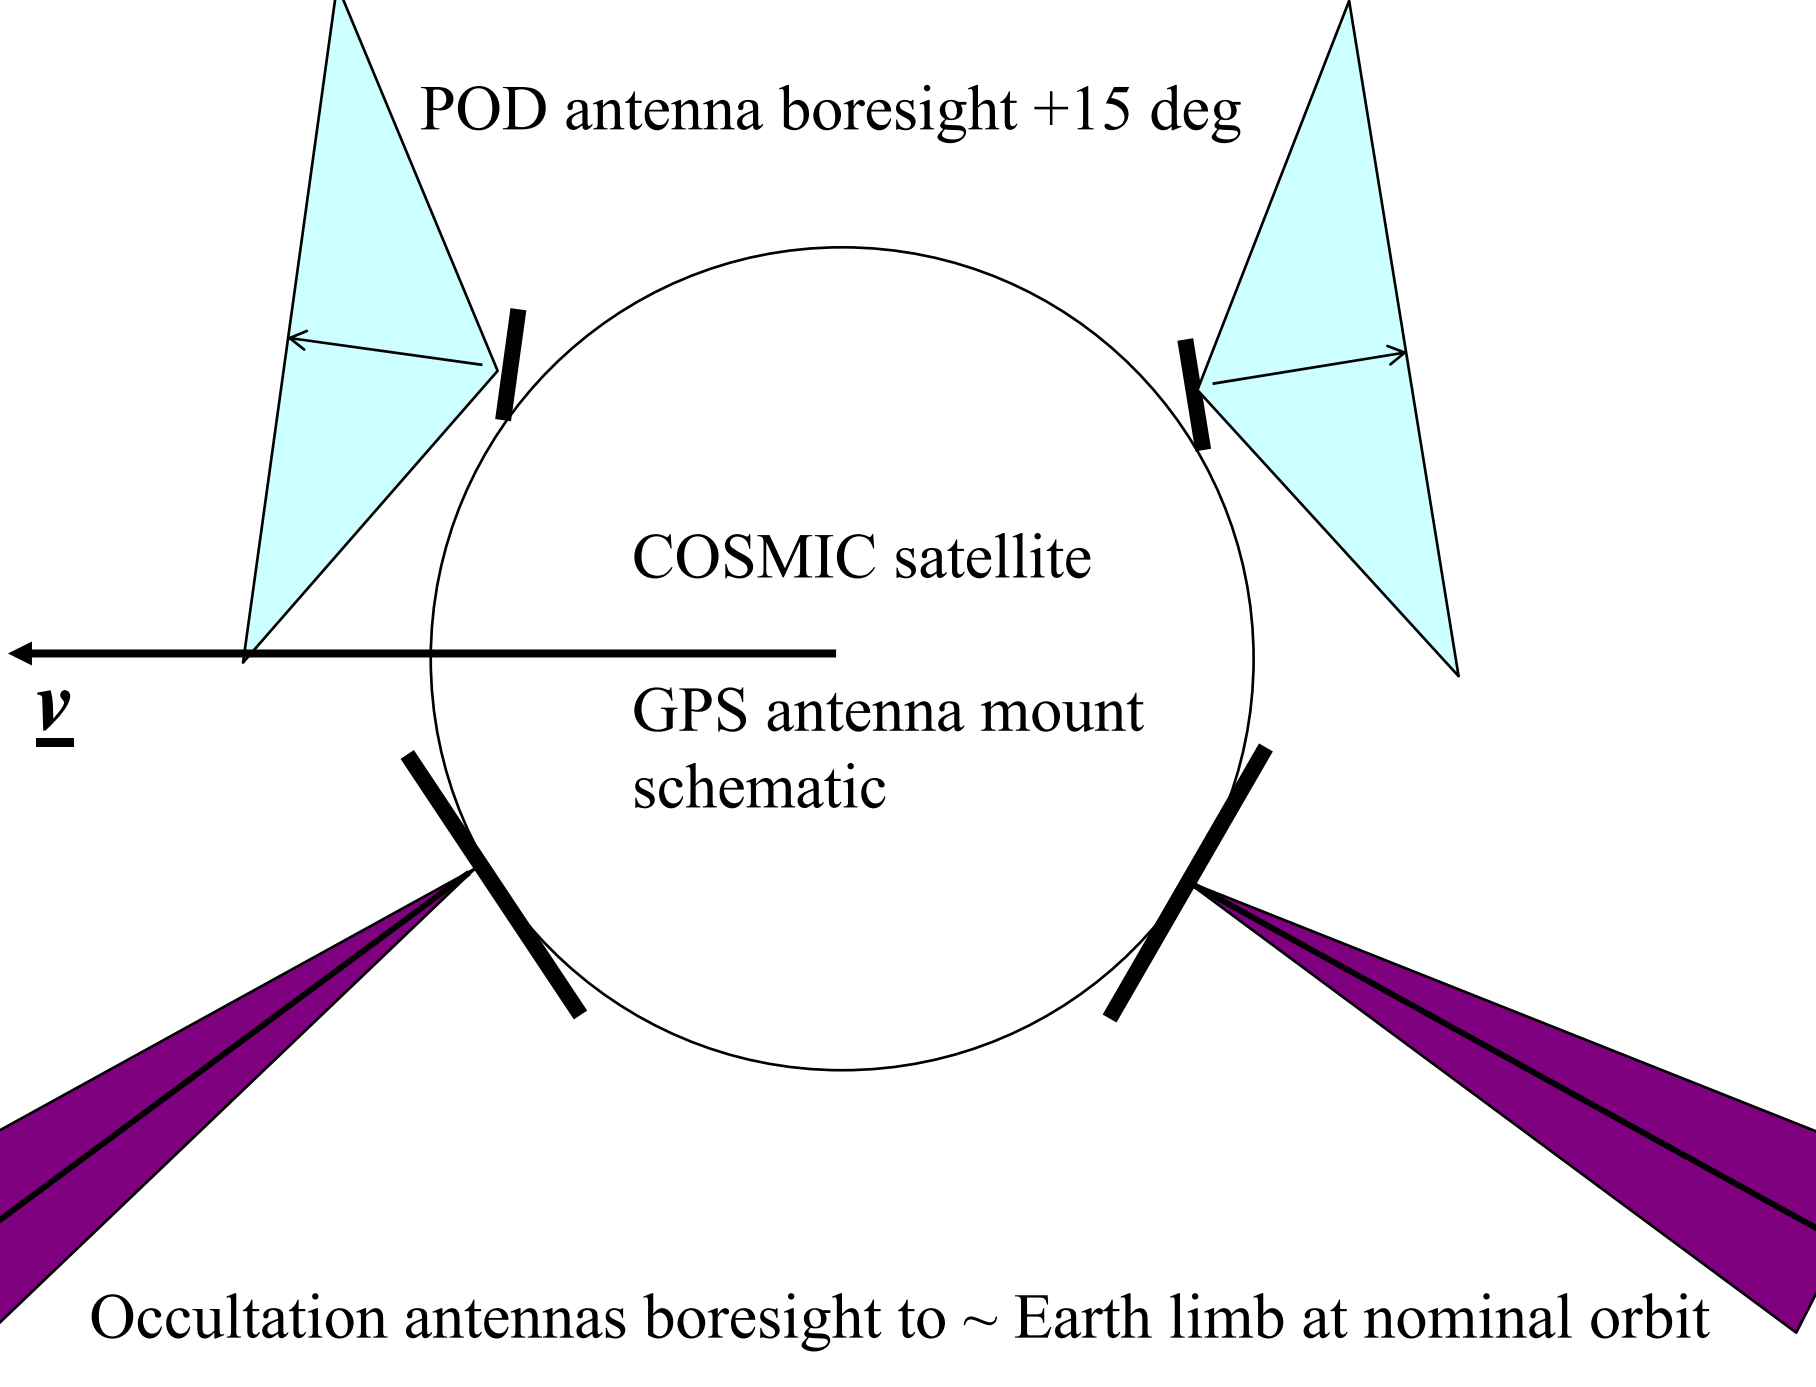 POD antenna boresight +15 deg
COSMIC satellite
v
GPS antenna mount
schematic
Occultation antennas boresight to ~ Earth limb at nominal orbit